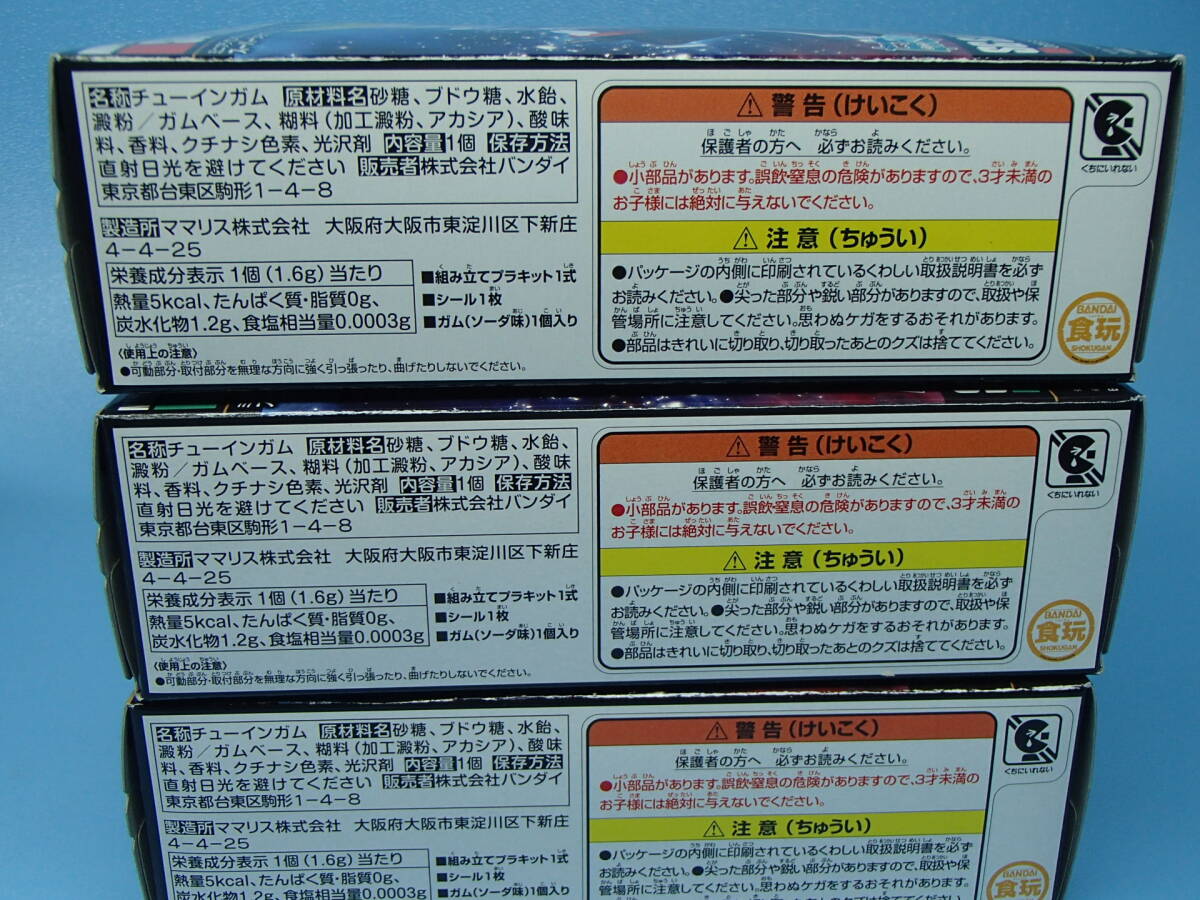 名称チューインガム 原材料名砂糖、ブドウ糖、水飴、
澱粉／ガムベース、糊料(加工澱粉、アカシア)、酸味
料、香料、クチナシ色素、光沢剤 内容量1個 保存方法
直射日光を避けてください 販売者株式会社バンダイ
東京都台東区駒形1-4-8
製造所ママリス株式会社 大阪府大阪市東淀川区下新庄
4-4-25
栄養成分表示 1個(1.6g)当たり
熱量5kcal、たんぱく質・脂質0g、
炭水化物1.2g、食塩相当量0.0003g
■組み立てプラキット1式
■シール1枚
■ガム(ソーダ味)1個入り
〈使用上の注意〉
●可動部分・取付部分を無理な方向に強く引っ張ったり、曲げたりしないでください。
⚠警告(けいこく)
保護者の方へ 必ずお読みください。
●小部品があります。誤飲・窒息の危険がありますので、3才未満の
お子様には絶対に与えないでください。
⚠注意(ちゅうい)
●パッケージの内側に印刷されているくわしい取扱説明書を必ず
お読みください。●尖った部分や鋭い部分がありますので、取扱や保
管場所に注意してください。思わぬケガをするおそれがあります。
●部品はきれいに切り取り、切り取ったあとのクズは捨ててください。
くちにいれない
BANDAI
食玩
SHOKUGAN
名称チューインガム 原材料名砂糖、ブドウ糖、水飴、
澱粉／ガムベース、糊料(加工澱粉、アカシア)、酸味
料、香料、クチナシ色素、光沢剤 内容量1個 保存方法
直射日光を避けてください 販売者株式会社バンダイ
東京都台東区駒形1-4-8
製造所ママリス株式会社 大阪府大阪市東淀川区下新庄
4-4-25
栄養成分表示 1個(1.6g)当たり
熱量5kcal、たんぱく質・脂質0g、
炭水化物1.2g、食塩相当量0.0003g
■組み立てプラキット1式
■シール1枚
■ガム(ソーダ味)1個入り
〈使用上の注意〉
●可動部分・取付部分を無理な方向に強く引っ張ったり、曲げたりしないでください。
⚠警告(けいこく)
保護者の方へ 必ずお読みください。
●小部品があります。誤飲・窒息の危険がありますので、3才未満の
お子様には絶対に与えないでください。
⚠注意(ちゅうい)
●パッケージの内側に印刷されているくわしい取扱説明書を必ず
お読みください。●尖った部分や鋭い部分がありますので、取扱や保
管場所に注意してください。思わぬケガをするおそれがあります。
●部品はきれいに切り取り、切り取ったあとのクズは捨ててください。
くちにいれない
BANDAI
食玩
SHOKUGAN
名称チューインガム 原材料名砂糖、ブドウ糖、水飴、
澱粉／ガムベース、糊料(加工澱粉、アカシア)、酸味
料、香料、クチナシ色素、光沢剤 内容量1個 保存方法
直射日光を避けてください 販売者株式会社バンダイ
東京都台東区駒形1-4-8
製造所ママリス株式会社 大阪府大阪市東淀川区下新庄
4-4-25
栄養成分表示 1個(1.6g)当たり
熱量5kcal、たんぱく質・脂質0g、
炭水化物1.2g、食塩相当量0.0003g
■組み立てプラキット1式
■シール1枚
■ガム(ソーダ味)1個入り
⚠警告(けいこく)
保護者の方へ 必ずお読みください。
●小部品があります。誤飲・窒息の危険がありますので、3才未満の
お子様には絶対に与えないでください。
⚠注意(ちゅうい)
●パッケージの内側に印刷されているくわしい取扱説明書を必ず
お読みください。●尖った部分や鋭い部分がありますので、取扱や保
管場所に注意してください。思わぬケガをするおそれがあります。
くちにいれない
BANDAI
食玩